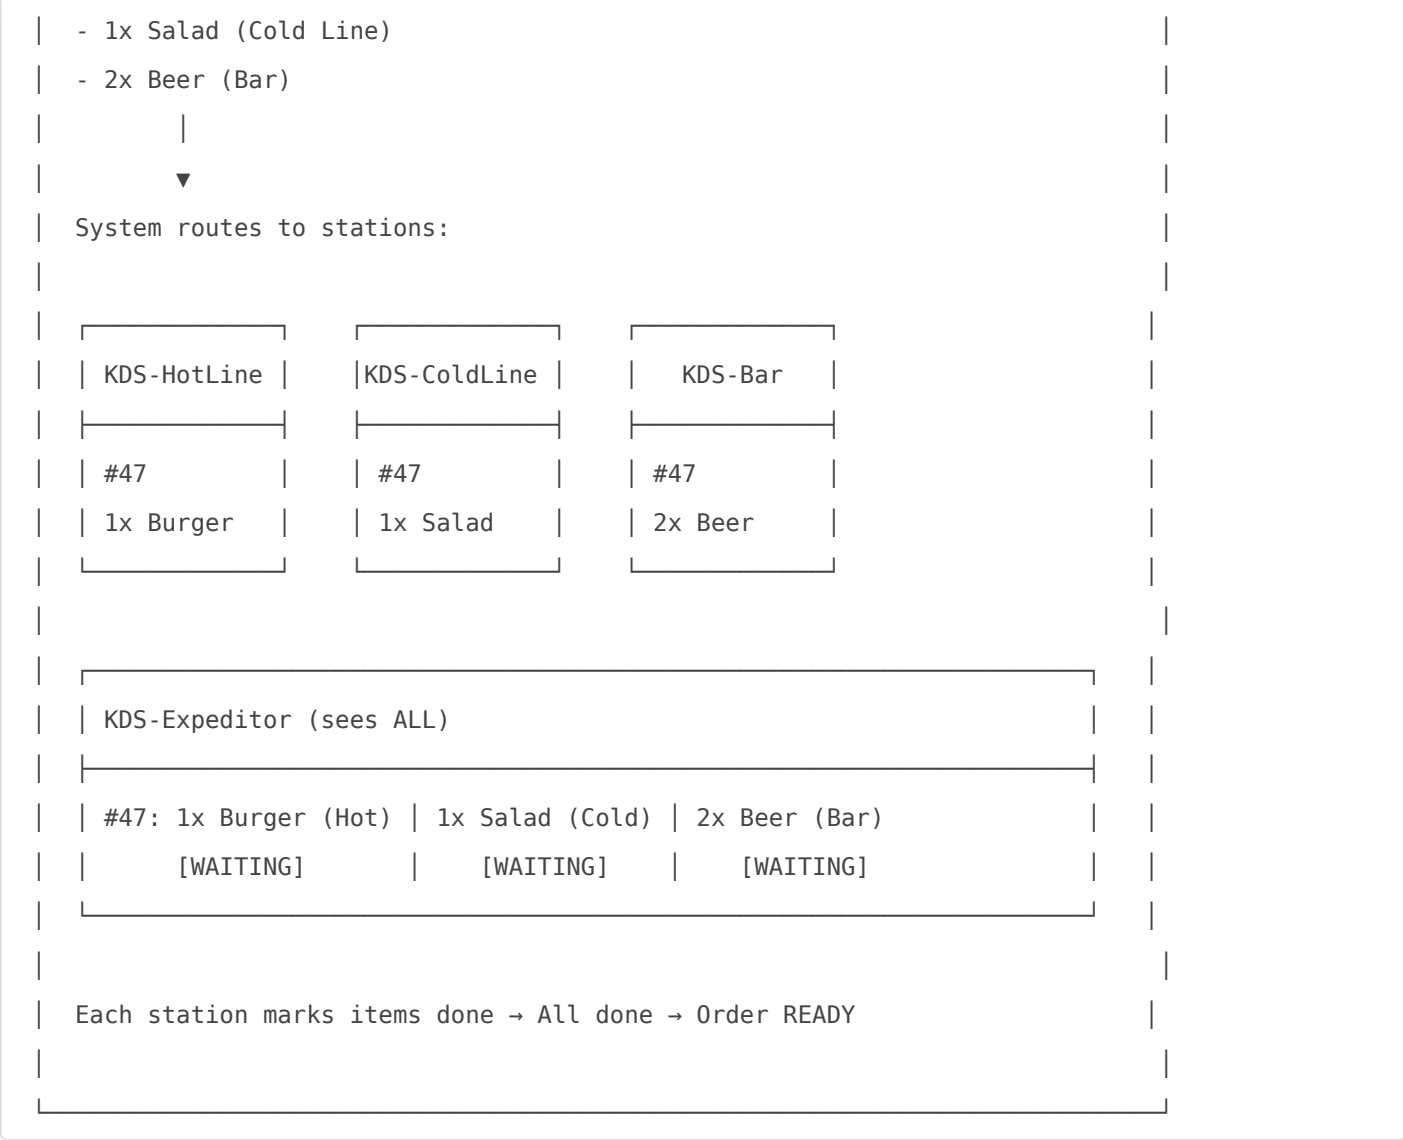 - 1x Salad (Cold Line)
- 2x Beer (Bar)
▼
System routes to stations:
KDS-HotLine │ │KDS-ColdLine │ │ KDS-Bar
#47 │ │ #47 │ │ #47
1x Burger │ │ 1x Salad │ │ 2x Beer
KDS-Expeditor (sees ALL)
#47: 1x Burger (Hot) │ 1x Salad (Cold) │ 2x Beer (Bar)
[WAITING] │ [WAITING] │ [WAITING]
Each station marks items done → All done → Order READY